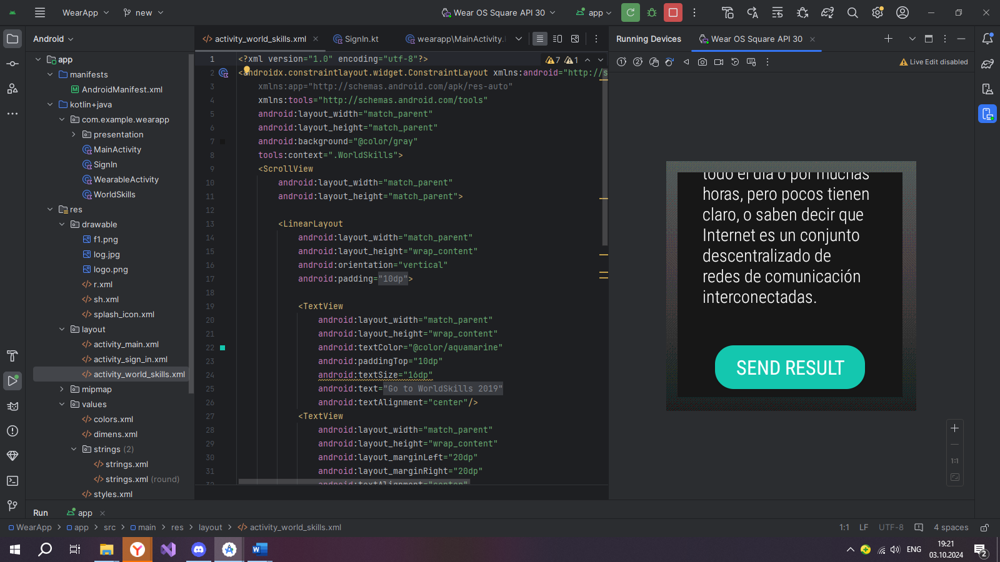 WearApp
new
Wear OS Square API 30
app
Android
activity_world_skills.xml
SignIn.kt
wearapp\MainActivity.
Running Devices
Wear OS Square API 30
Live Edit disabled
app
manifests
AndroidManifest.xml
kotlin+java
com.example.wearapp
presentation
MainActivity
SignIn
WearableActivity
WorldSkills
res
drawable
f1.png
log.jpg
logo.png
r.xml
sh.xml
splash_icon.xml
layout
activity_main.xml
activity_sign_in.xml
activity_world_skills.xml
mipmap
values
colors.xml
dimens.xml
strings (2)
strings.xml
strings.xml (round)
styles.xml
7 1
1 <?xml version="1.0" encoding="utf-8"?>
2 <androidx.constraintlayout.widget.ConstraintLayout xmlns:android="http://s
3 xmlns:app="http://schemas.android.com/apk/res-auto"
4 xmlns:tools="http://schemas.android.com/tools"
5 android:layout_width="match_parent"
6 android:layout_height="match_parent"
7 android:background="@color/gray"
8 tools:context=".WorldSkills">
9 <ScrollView
10 android:layout_width="match_parent"
11 android:layout_height="match_parent">
12
13 <LinearLayout
14 android:layout_width="match_parent"
15 android:layout_height="wrap_content"
16 android:orientation="vertical"
17 android:padding="10dp">
18
19 <TextView
20 android:layout_width="match_parent"
21 android:layout_height="wrap_content"
22 android:textColor="@color/aquamarine"
23 android:paddingTop="10dp"
24 android:textSize="16dp"
25 android:text="Go to WorldSkills 2019"
26 android:textAlignment="center"/>
27 <TextView
28 android:layout_width="match_parent"
29 android:layout_height="wrap_content"
30 android:layout_marginLeft="20dp"
31 android:layout_marginRight="20dp"
32 android:textAlignment="center"
todo el día o por muchas
horas, pero pocos tienen
claro, o saben decir que
Internet es un conjunto
descentralizado de
redes de comunicación
interconectadas.
SEND RESULT
1:1
Run
app
WearApp > app > src > main > res > layout > activity_world_skills.xml
1:1 LF UTF-8 4 spaces
ENG
19:21
03.10.2024
2